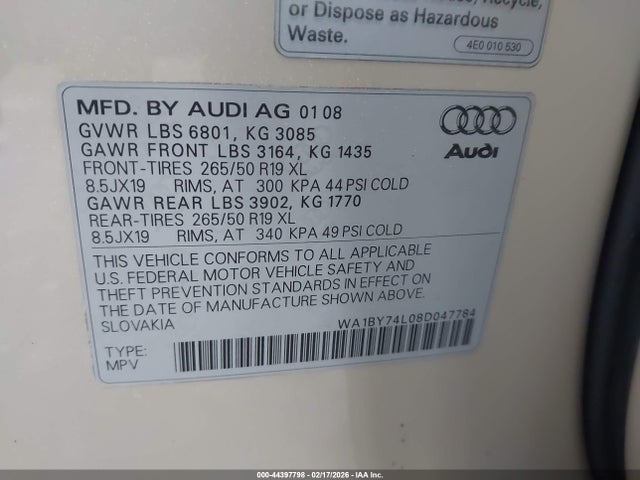 or Dispose as Hazardous
Waste.
4E0 010 530
MFD. BY AUDI AG 01 08
GVWR LBS 6801, KG 3085
GAWR FRONT LBS 3164, KG 1435
FRONT-TIRES 265/50 R19 XL
8.5JX19 RIMS, AT 300 KPA 44 PSI COLD
GAWR REAR LBS 3902, KG 1770
REAR-TIRES 265/50 R19 XL
8.5JX19 RIMS, AT 340 KPA 49 PSI COLD
Audi
THIS VEHICLE CONFORMS TO ALL APPLICABLE
U.S. FEDERAL MOTOR VEHICLE SAFETY AND
THEFT PREVENTION STANDARDS IN EFFECT ON
THE DATE OF MANUFACTURE SHOWN ABOVE.
SLOVAKIA
WA1BY74L08D047784
TYPE:
MPV
000-44397798 - 02/17/2026 - IAA Inc.